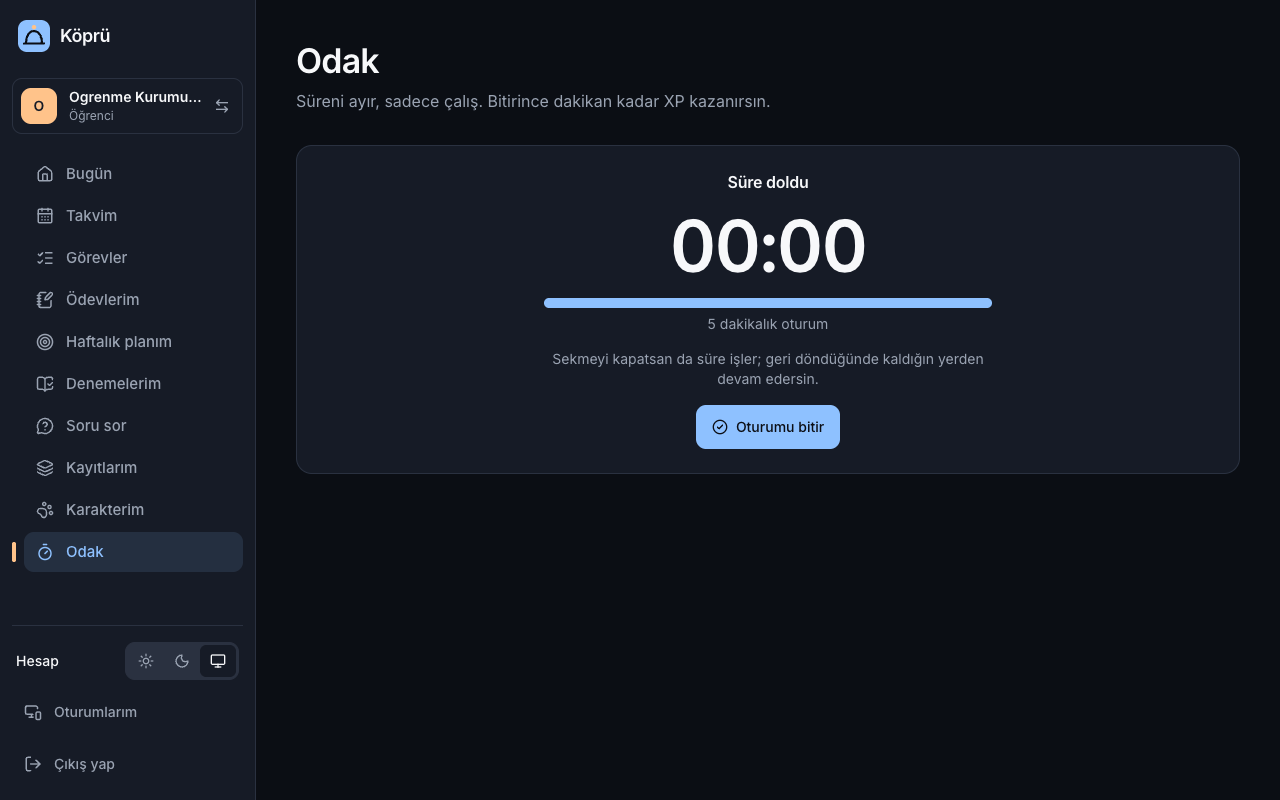 Köprü
O
Ogrenme Kurumu...
Öğrenci
Bugün
Takvim
Görevler
Ödevlerim
Haftalık planım
Denemelerim
Soru sor
Kayıtlarım
Karakterim
Odak
Hesap
Oturumlarım
Çıkış yap
Odak
Süreni ayır, sadece çalış. Bitirince dakikan kadar XP kazanırsın.
Süre doldu
00:00
5 dakikalık oturum
Sekmeyi kapatsan da süre işler; geri döndüğünde kaldığın yerden
devam edersin.
Oturumu bitir